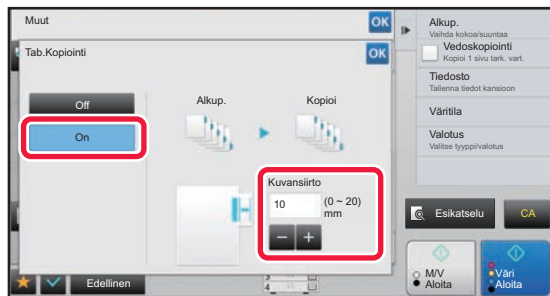 Muut
OK
Tab.Kopiointi
OK
Off
On
Alkup.
Kopioi
Kuvansiirto
10
(0 ~ 20)
mm
Edellinen
Alkup.
Vaihda kokoa/suuntaa
Vedoskopiointi
Kopioi 1 sivu tark. vart.
Tiedosto
Tallenna tiedot kansioon
Väritila
Valotus
Valitse tyyppi/valotus
Esikatselu
CA
M/V
Aloita
Väri
Aloita